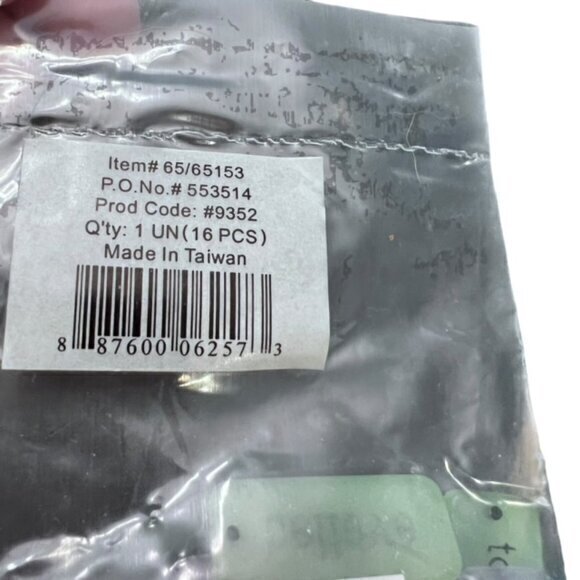 Item# 65/65153
P.O.No.# 553514
Prod Code: #9352
Q'ty: 1 UN(16 PCS)
Made In Taiwan
8 87600 06257 3
to